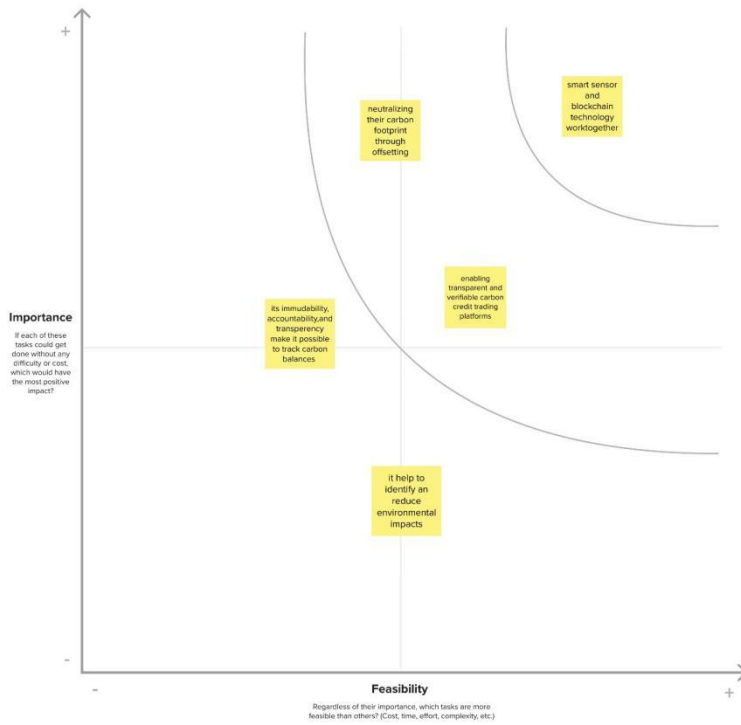 +
neutralizing
their carbon
footprint
through
offsetting
smart sensor
and
blockchain
technology
worktogether
enabling
transparent and
verifiable carbon
credit trading
platforms
its immudability,
accountability,and
transperency
make it possible
to track carbon
balances
Importance
If each of these
tasks could get
done without any
difficulty or cost,
which would have
the most positive
impact?
it help to
identify an
reduce
environmental
impacts
-
-
Feasibility
+
Regardless of their importance, which tasks are more
feasible than others? (Cost, time, effort, complexity, etc.)